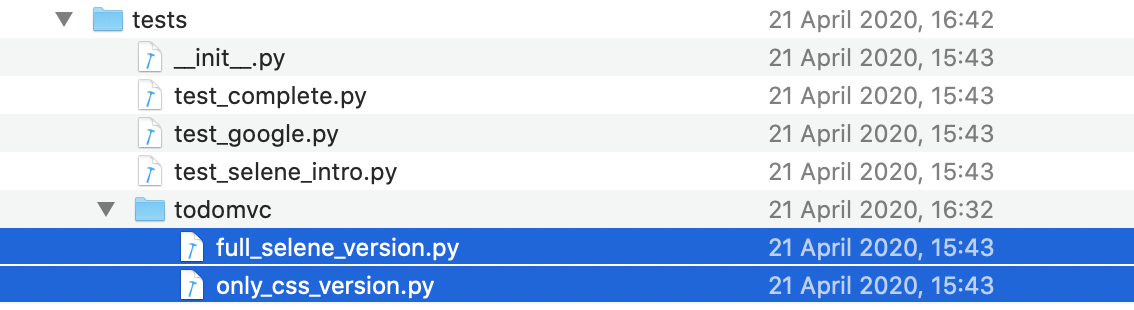 tests 21 April 2020, 16:42
__init__.py 21 April 2020, 15:43
test_complete.py 21 April 2020, 15:43
test_google.py 21 April 2020, 15:43
test_selene_intro.py 21 April 2020, 15:43
todomvc 21 April 2020, 16:32
full_selene_version.py 21 April 2020, 15:43
only_css_version.py 21 April 2020, 15:43